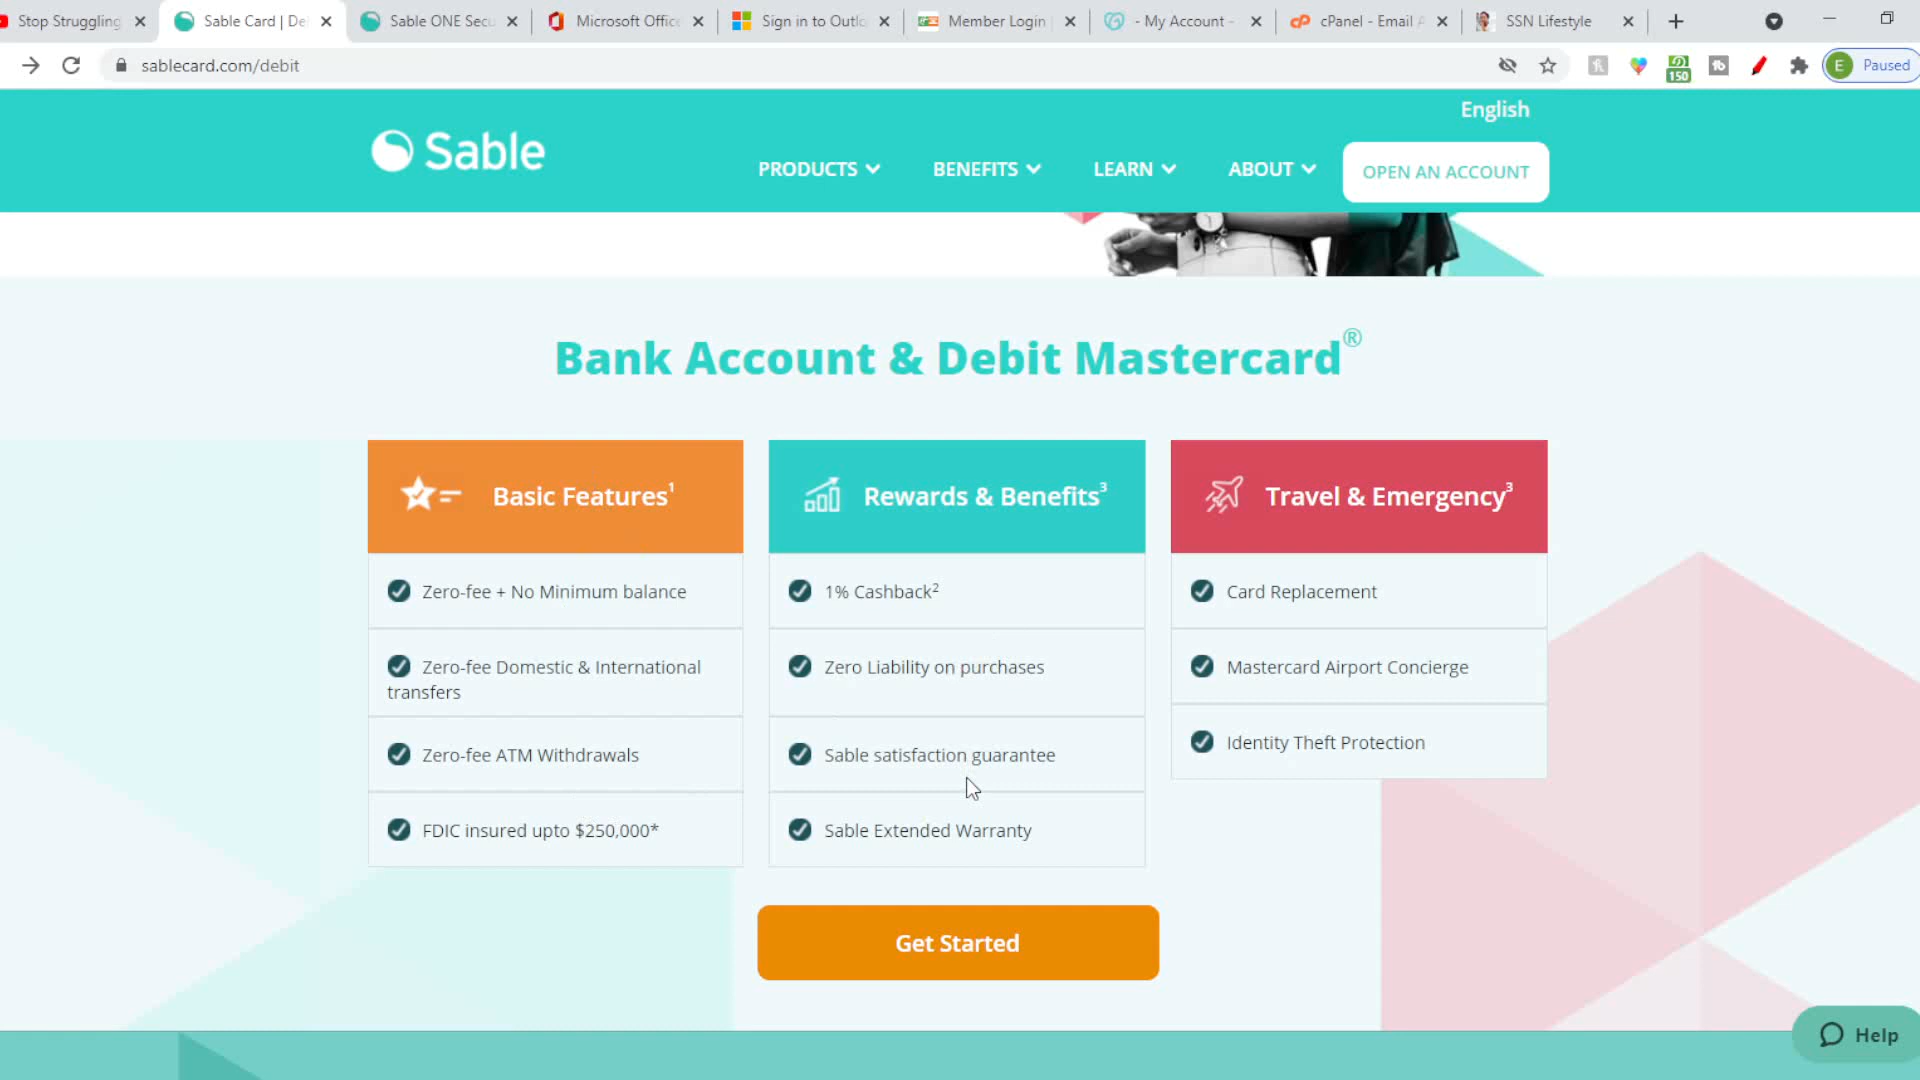 Stop Struggling
Sable Card | De
Sable ONE Secu
Microsoft Office
Sign in to Outlo
Member Login
- My Account -
cPanel - Email A
SSN Lifestyle
sablecard.com/debit
150
E Paused
English
Sable
PRODUCTS
BENEFITS
LEARN
ABOUT
OPEN AN ACCOUNT
Bank Account & Debit Mastercard®
Basic Features¹
Zero-fee + No Minimum balance
Zero-fee Domestic & International
transfers
Zero-fee ATM Withdrawals
FDIC insured upto $250,000*
Rewards & Benefits³
1% Cashback²
Zero Liability on purchases
Sable satisfaction guarantee
Sable Extended Warranty
Travel & Emergency³
Card Replacement
Mastercard Airport Concierge
Identity Theft Protection
Get Started
Help